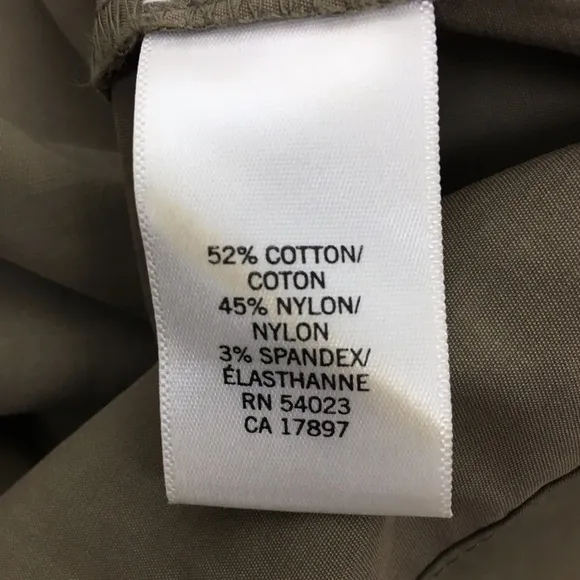 52% COTTON/
COTON
45% NYLON/
NYLON
3% SPANDEX/
ÉLASTHANNE
RN 54023
CA 17897